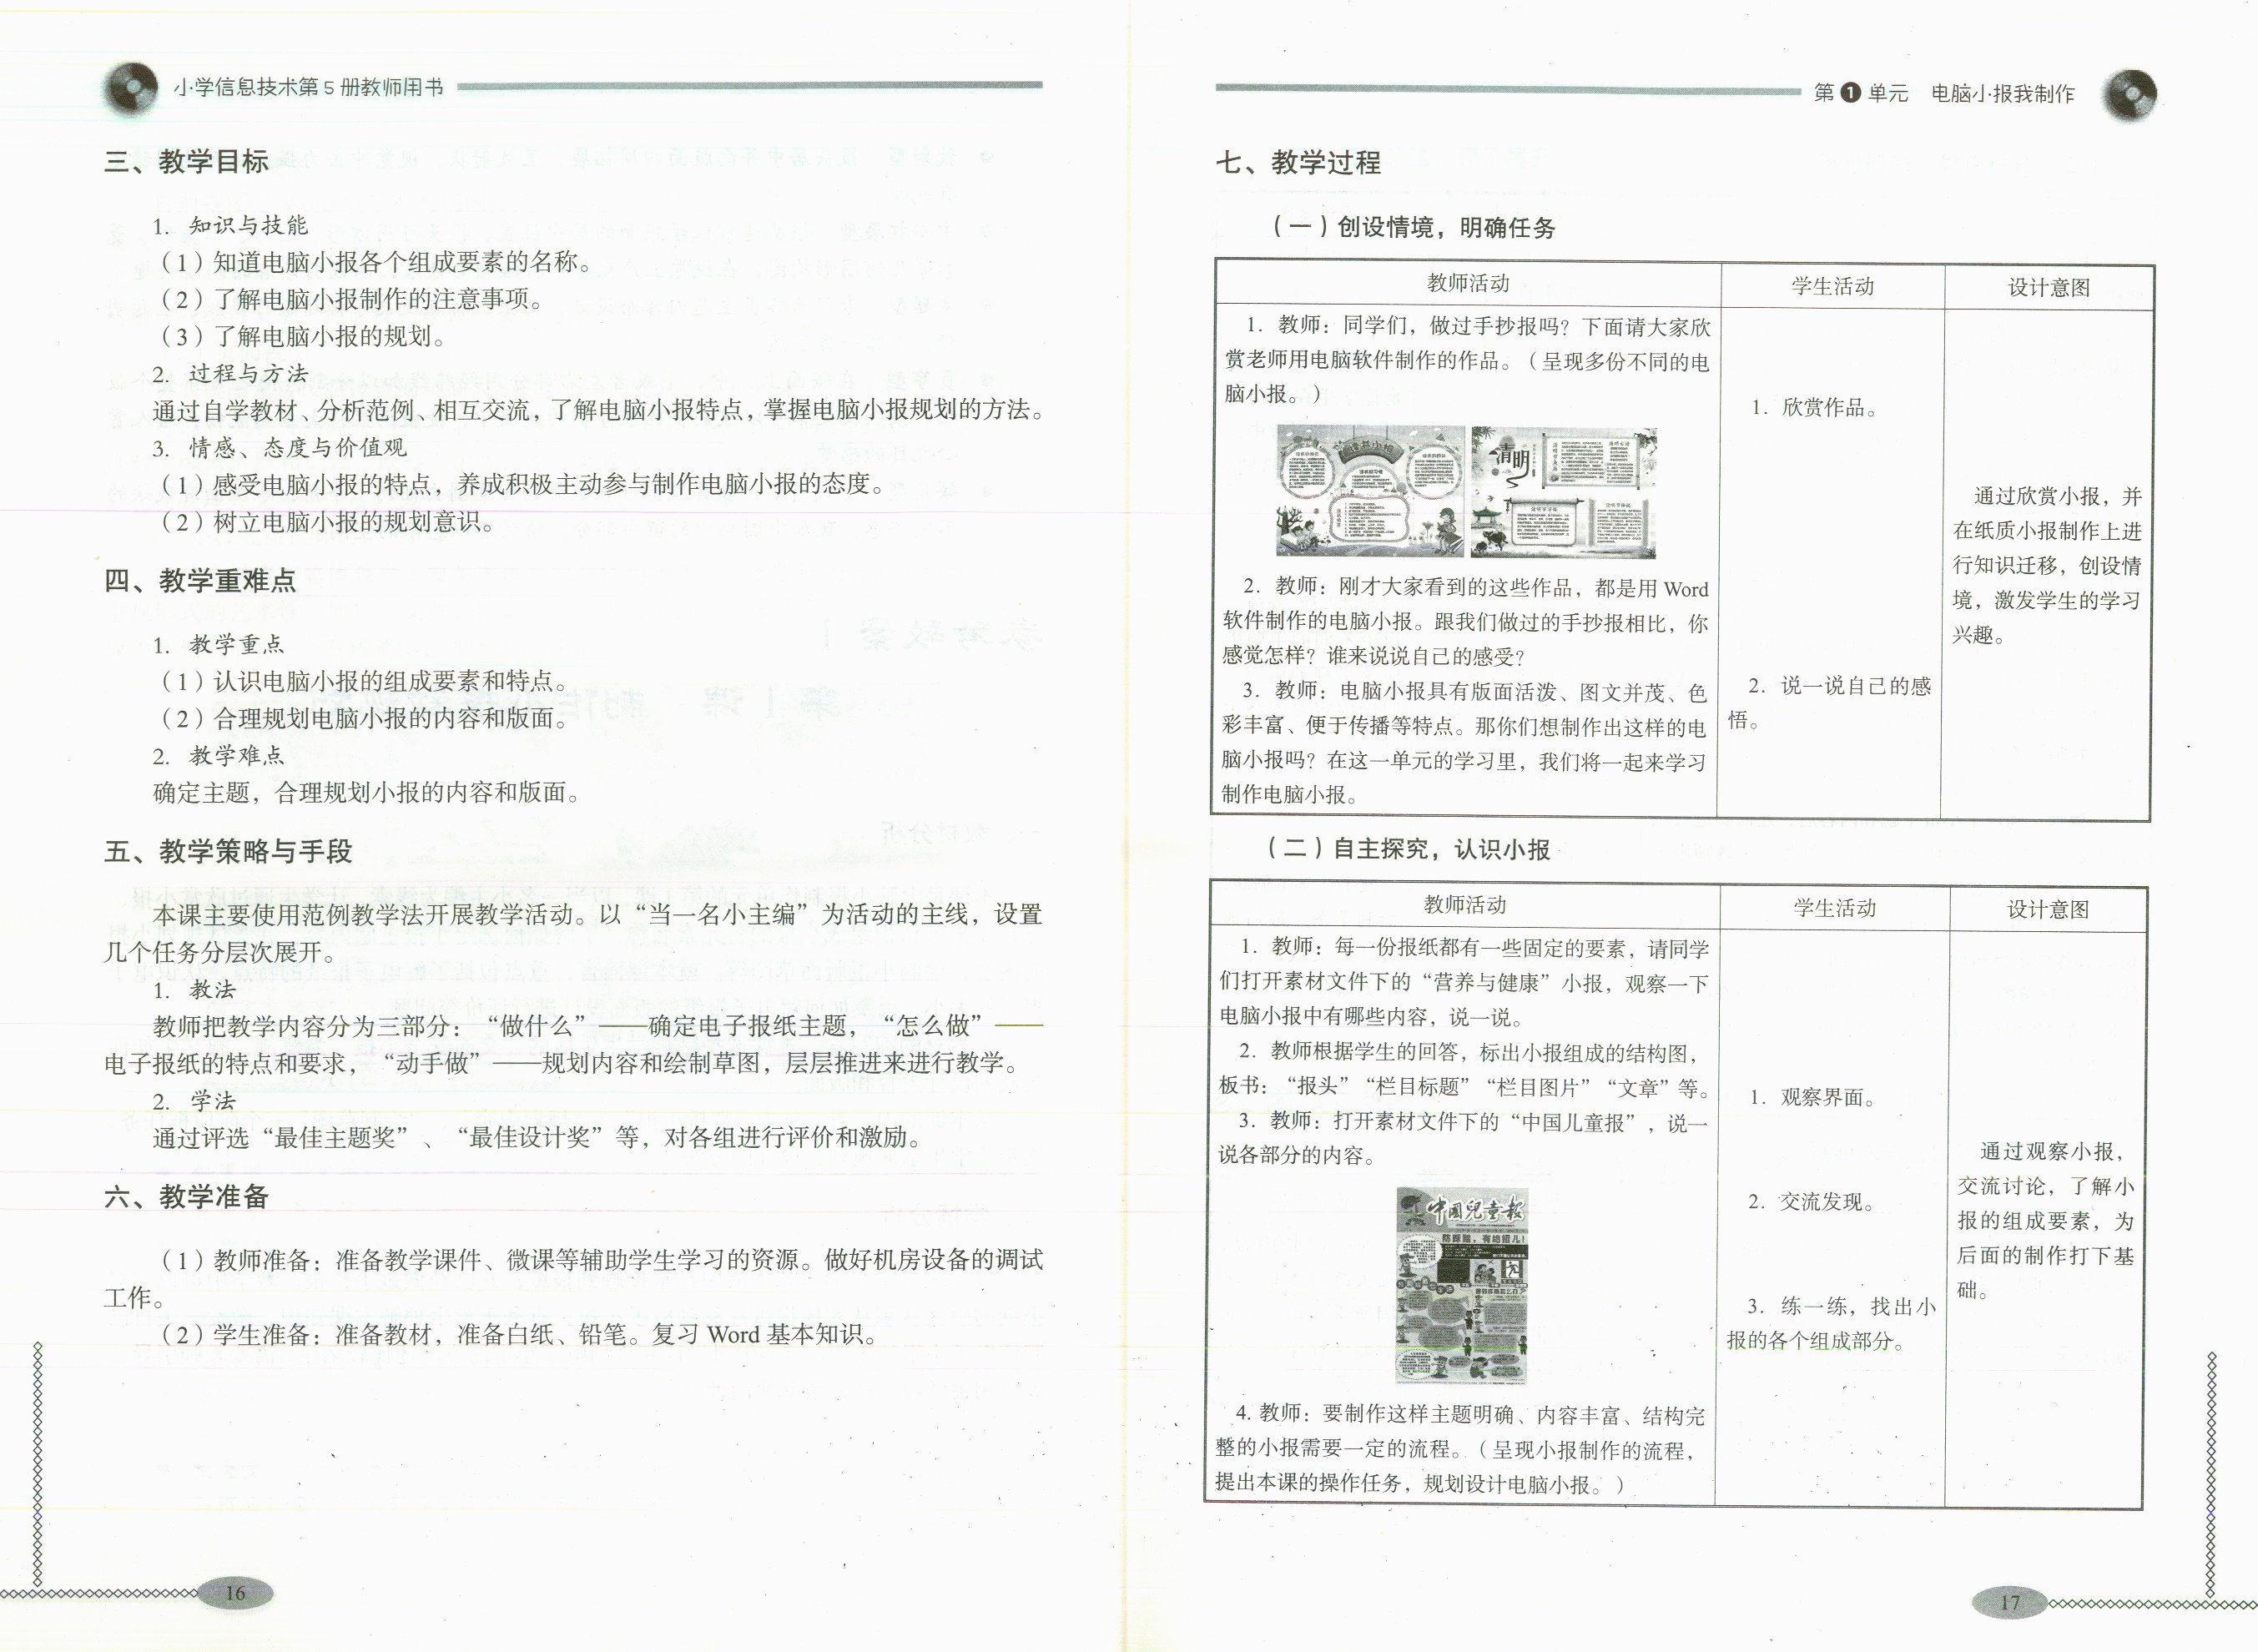 小学信息技术第5册教师用书
三、教学目标
1. 知识与技能
（1）知道电脑小报各个组成要素的名称。
（2）了解电脑小报制作的注意事项。
（3）了解电脑小报的规划。
2. 过程与方法
通过自学教材、分析范例、相互交流，了解电脑小报特点，掌握电脑小报规划的方法。
3. 情感、态度与价值观
（1）感受电脑小报的特点，养成积极主动参与制作电脑小报的态度。
（2）树立电脑小报的规划意识。
四、教学重难点
1. 教学重点
（1）认识电脑小报的组成要素和特点。
（2）合理规划电脑小报的内容和版面。
2. 教学难点
确定主题，合理规划小报的内容和版面。
五、教学策略与手段
本课主要使用范例教学法开展教学活动。以“当一名小主编”为活动的主线，设置
几个任务分层次展开。
1. 教法
教师把教学内容分为三部分：“做什么”——确定电子报纸主题，“怎么做”——
电子报纸的特点和要求，“动手做”——规划内容和绘制草图，层层推进来进行教学。
2. 学法
通过评选“最佳主题奖”、“最佳设计奖”等，对各组进行评价和激励。
六、教学准备
（1）教师准备：准备教学课件、微课等辅助学生学习的资源。做好机房设备的调试
工作。
（2）学生准备：准备教材，准备白纸、铅笔。复习 Word 基本知识。
16
第1单元 电脑小报我制作
七、教学过程
（一）创设情境，明确任务
教师活动
学生活动
设计意图
1. 教师：同学们，做过手抄报吗？下面请大家欣
赏老师用电脑软件制作的作品。（呈现多份不同的电
脑小报。）
清明
2. 教师：刚才大家看到的这些作品，都是用 Word
软件制作的电脑小报。跟我们做过的手抄报相比，你
感觉怎样？谁来说说自己的感受？
3. 教师：电脑小报具有版面活泼、图文并茂、色
彩丰富、便于传播等特点。那你们想制作出这样的电
脑小报吗？在这一单元的学习里，我们将一起来学习
制作电脑小报。
1. 欣赏作品。
2. 说一说自己的感
悟。
通过欣赏小报，并
在纸质小报制作上进
行知识迁移，创设情
境，激发学生的学习
兴趣。
（二）自主探究，认识小报
教师活动
学生活动
设计意图
1. 教师：每一份报纸都有一些固定的要素，请同学
们打开素材文件下的“营养与健康”小报，观察一下
电脑小报中有哪些内容，说一说。
2. 教师根据学生的回答，标出小报组成的结构图，
板书：“报头”“栏目标题”“栏目图片”“文章”等。
3. 教师：打开素材文件下的“中国儿童报”，说一
说各部分的内容。
中國兒童報
防踩踏，有绝招儿！
4. 教师：要制作这样主题明确、内容丰富、结构完
整的小报需要一定的流程。（呈现小报制作的流程，
提出本课的操作任务，规划设计电脑小报。）
1. 观察界面。
2. 交流发现。
3. 练一练，找出小
报的各个组成部分。
通过观察小报，
交流讨论，了解小
报的组成要素，为
后面的制作打下基
础。
17